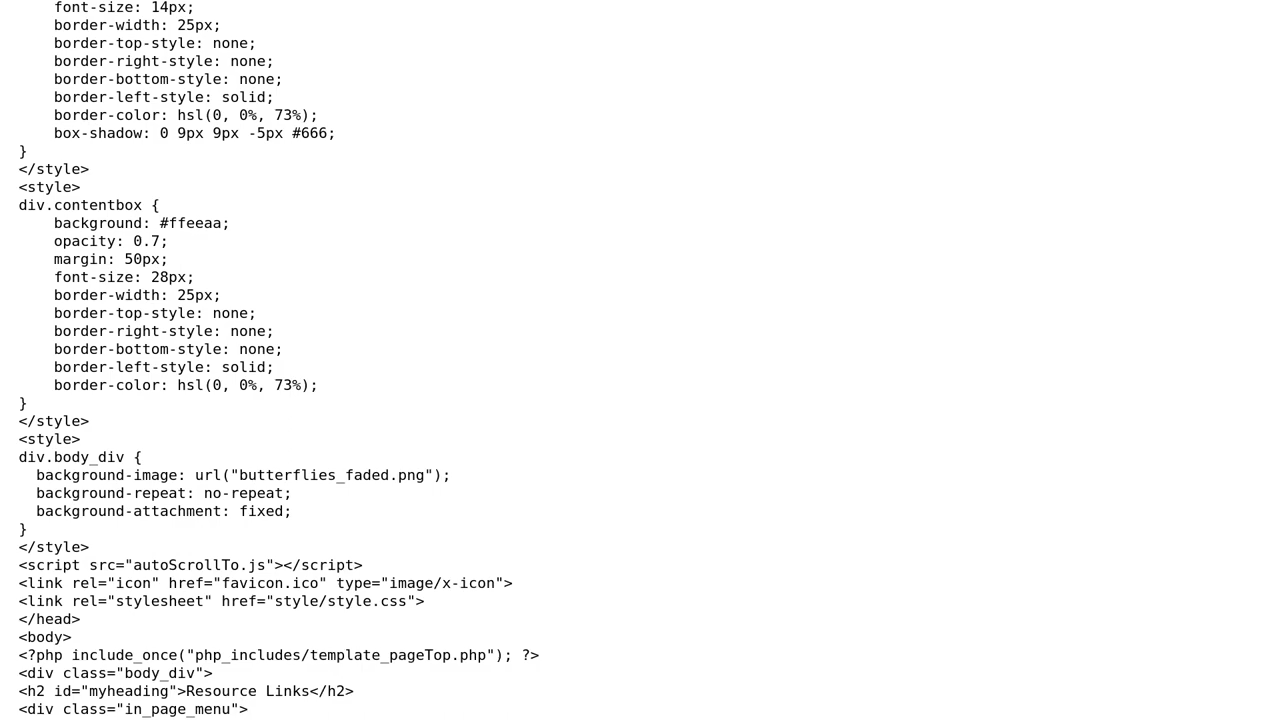 font-size: 14px;
    border-width: 25px;
    border-top-style: none;
    border-right-style: none;
    border-bottom-style: none;
    border-left-style: solid;
    border-color: hsl(0, 0%, 73%);
    box-shadow: 0 9px 9px -5px #666;
}
</style>
<style>
div.contentbox {
    background: #ffeeaa;
    opacity: 0.7;
    margin: 50px;
    font-size: 28px;
    border-width: 25px;
    border-top-style: none;
    border-right-style: none;
    border-bottom-style: none;
    border-left-style: solid;
    border-color: hsl(0, 0%, 73%);
}
</style>
<style>
div.body_div {
  background-image: url("butterflies_faded.png");
  background-repeat: no-repeat;
  background-attachment: fixed;
}
</style>
<script src="autoScrollTo.js"></script>
<link rel="icon" href="favicon.ico" type="image/x-icon">
<link rel="stylesheet" href="style/style.css">
</head>
<body>
<?php include_once("php_includes/template_pageTop.php"); ?>
<div class="body_div">
<h2 id="myheading">Resource Links</h2>
<div class="in_page_menu">